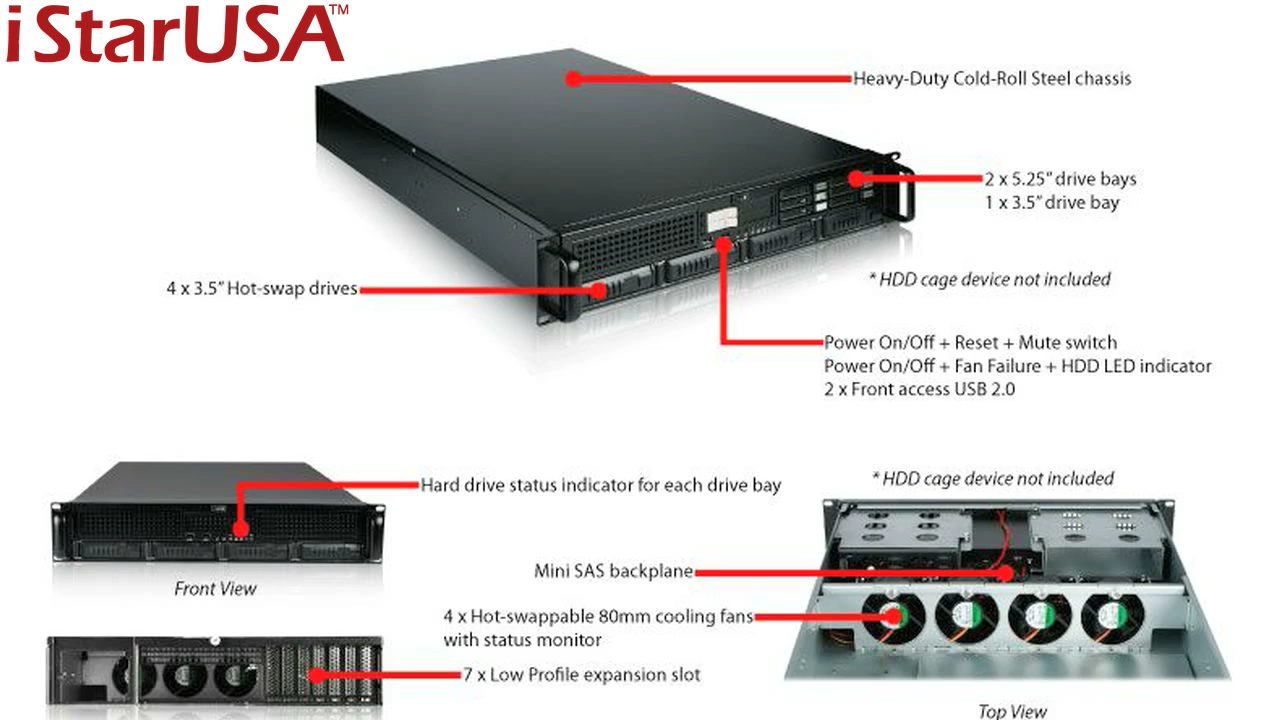 iStarUSA™
Heavy-Duty Cold-Roll Steel chassis
2 x 5.25" drive bays
1 x 3.5" drive bay
4 x 3.5" Hot-swap drives
* HDD cage device not included
Power On/Off + Reset + Mute switch
Power On/Off + Fan Failure + HDD LED indicator
2 x Front access USB 2.0
Hard drive status indicator for each drive bay
* HDD cage device not included
Mini SAS backplane
Front View
4 x Hot-swappable 80mm cooling fans
with status monitor
7 x Low Profile expansion slot
Top View